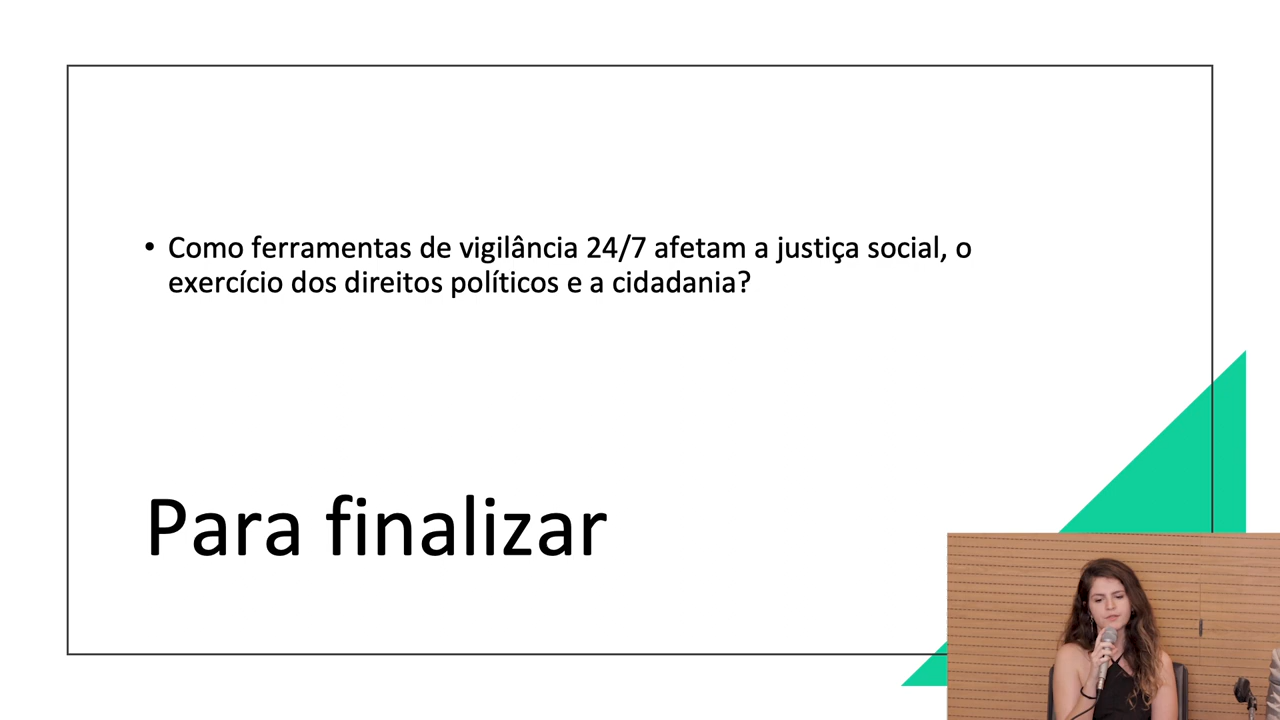 • Como ferramentas de vigilância 24/7 afetam a justiça social, o
exercício dos direitos políticos e a cidadania?
Para finalizar